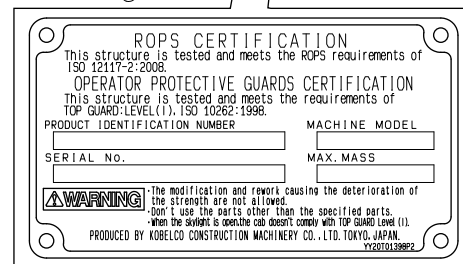 ROPS CERTIFICATION
This structure is tested and meets the ROPS requirements of
ISO 12117-2:2008.
OPERATOR PROTECTIVE GUARDS CERTIFICATION
This structure is tested and meets the requirements of
TOP GUARD:LEVEL(I). ISO 10262:1998.
PRODUCT IDENTIFICATION NUMBER MACHINE MODEL
SERIAL No. MAX. MASS
WARNING
·The modification and rework causing the deterioration of
the strength are not allowed.
·Don't use the parts other than the specified parts.
·When the skylight is open.the cab doesn't comply with TOP GUARD Level (I).
PRODUCED BY KOBELCO CONSTRUCTION MACHINERY CO., LTD. TOKYO. JAPAN.
YY20T01399P2